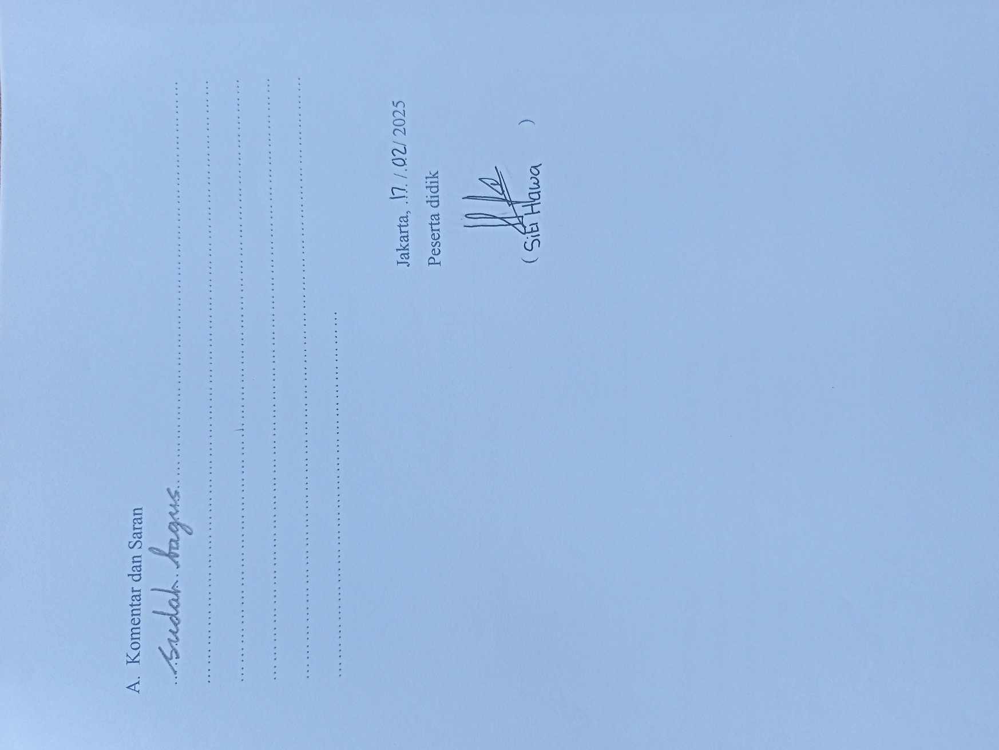 A. Komentar dan Saran
sudah bagus
Jakarta, 17 / 02 / 2025
Peserta didik
( Siti Hawa )